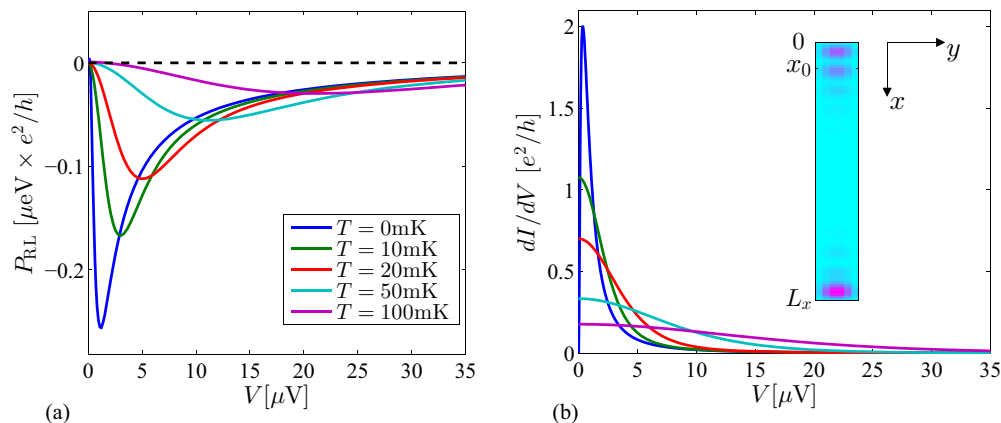 0
−0.1
−0.2
P_RL [μeV × e²/h]
T = 0mK
T = 10mK
T = 20mK
T = 50mK
T = 100mK
0 5 10 15 20 25 30 35
V[μV]
(a)
2
1.5
1
0.5
0
dI/dV [e²/h]
0
x₀
L_x
y
x
0 5 10 15 20 25 30 35
V[μV]
(b)